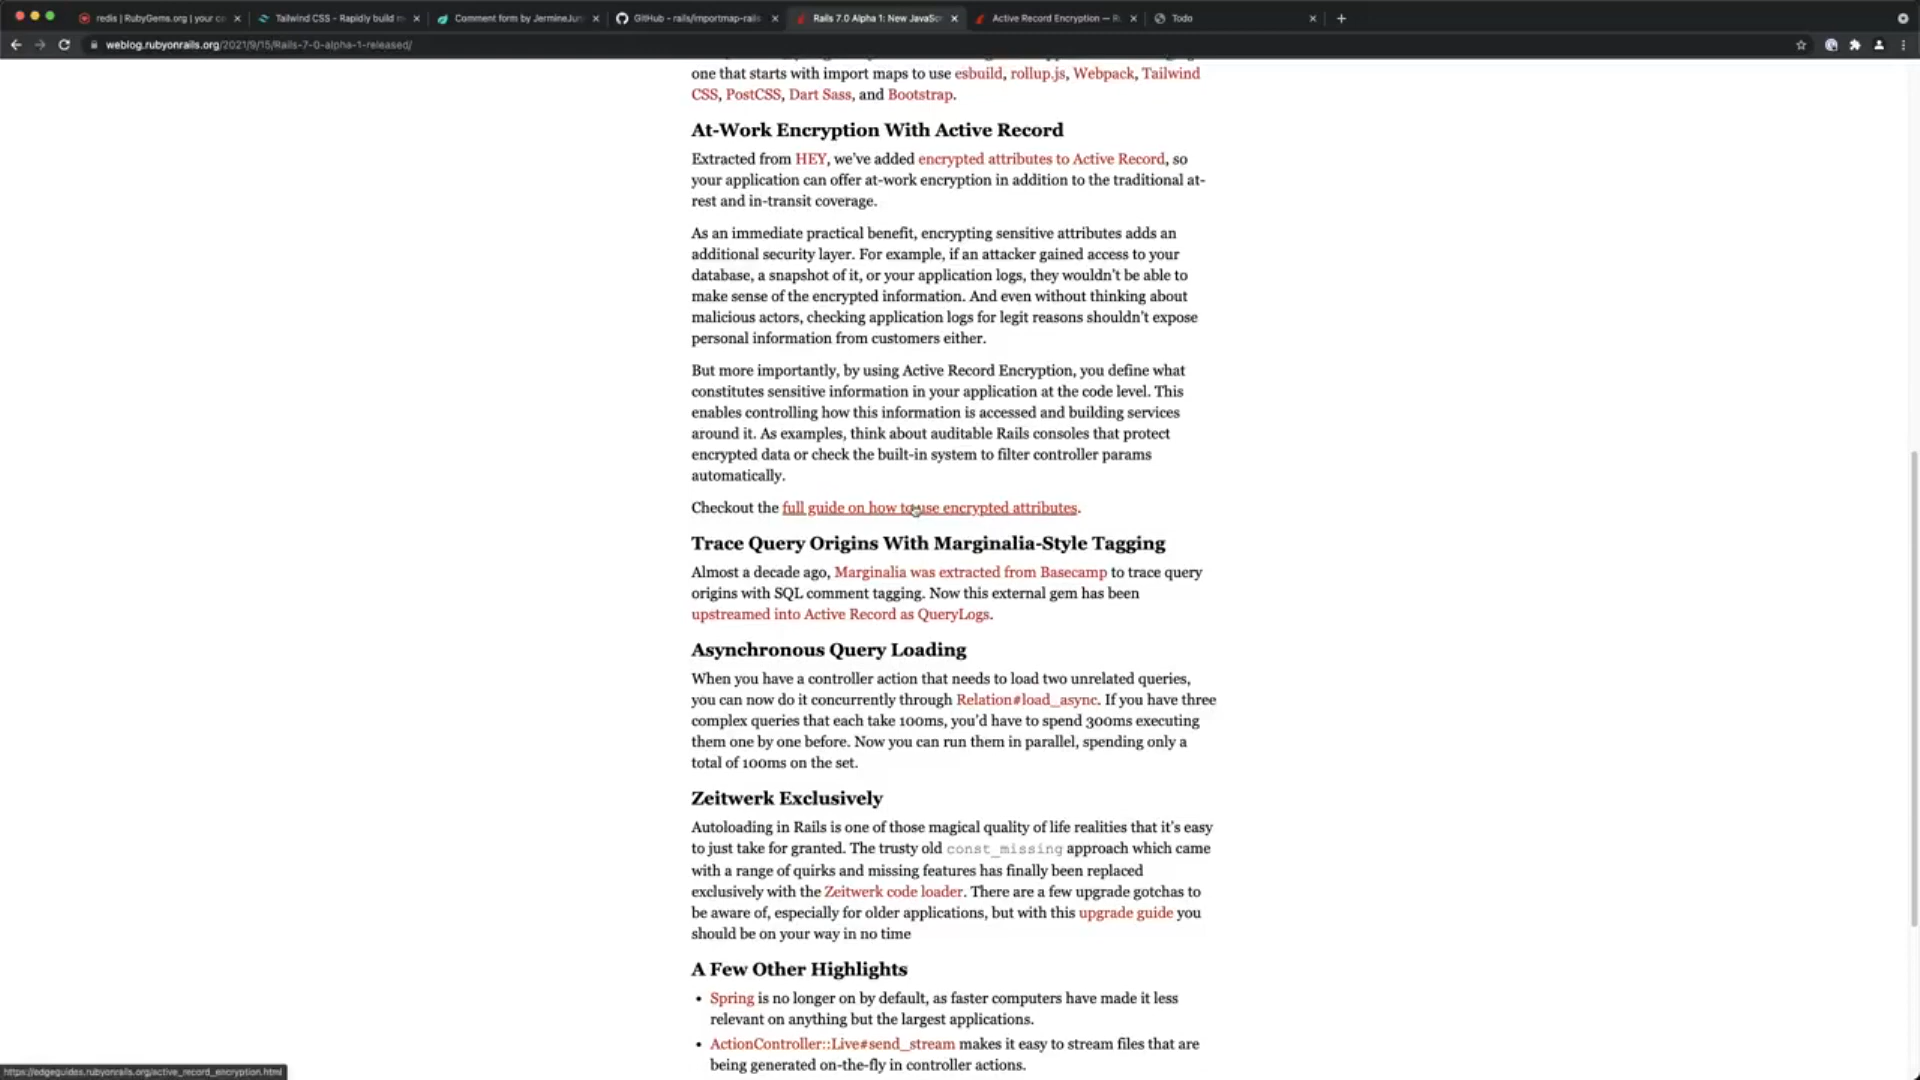 redis | RubyGems.org | your co
Tailwind CSS - Rapidly build m
Comment form by JermineJu
GitHub - rails/importmap-rails
Rails 7.0 Alpha 1: New JavaSc
Active Record Encryption — R
Todo
weblog.rubyonrails.org/2021/9/15/Rails-7-0-alpha-1-released/
one that starts with import maps to use esbuild, rollup.js, Webpack, Tailwind
CSS, PostCSS, Dart Sass, and Bootstrap.
At-Work Encryption With Active Record
Extracted from HEY, we’ve added encrypted attributes to Active Record, so
your application can offer at-work encryption in addition to the traditional at-
rest and in-transit coverage.
As an immediate practical benefit, encrypting sensitive attributes adds an
additional security layer. For example, if an attacker gained access to your
database, a snapshot of it, or your application logs, they wouldn’t be able to
make sense of the encrypted information. And even without thinking about
malicious actors, checking application logs for legit reasons shouldn’t expose
personal information from customers either.
But more importantly, by using Active Record Encryption, you define what
constitutes sensitive information in your application at the code level. This
enables controlling how this information is accessed and building services
around it. As examples, think about auditable Rails consoles that protect
encrypted data or check the built-in system to filter controller params
automatically.
Checkout the full guide on how to use encrypted attributes.
Trace Query Origins With Marginalia-Style Tagging
Almost a decade ago, Marginalia was extracted from Basecamp to trace query
origins with SQL comment tagging. Now this external gem has been
upstreamed into Active Record as QueryLogs.
Asynchronous Query Loading
When you have a controller action that needs to load two unrelated queries,
you can now do it concurrently through Relation#load_async. If you have three
complex queries that each take 100ms, you’d have to spend 300ms executing
them one by one before. Now you can run them in parallel, spending only a
total of 100ms on the set.
Zeitwerk Exclusively
Autoloading in Rails is one of those magical quality of life realities that it’s easy
to just take for granted. The trusty old const_missing approach which came
with a range of quirks and missing features has finally been replaced
exclusively with the Zeitwerk code loader. There are a few upgrade gotchas to
be aware of, especially for older applications, but with this upgrade guide you
should be on your way in no time
A Few Other Highlights
• Spring is no longer on by default, as faster computers have made it less
relevant on anything but the largest applications.
• ActionController::Live#send_stream makes it easy to stream files that are
being generated on-the-fly in controller actions.
https://edgeguides.rubyonrails.org/active_record_encryption.html